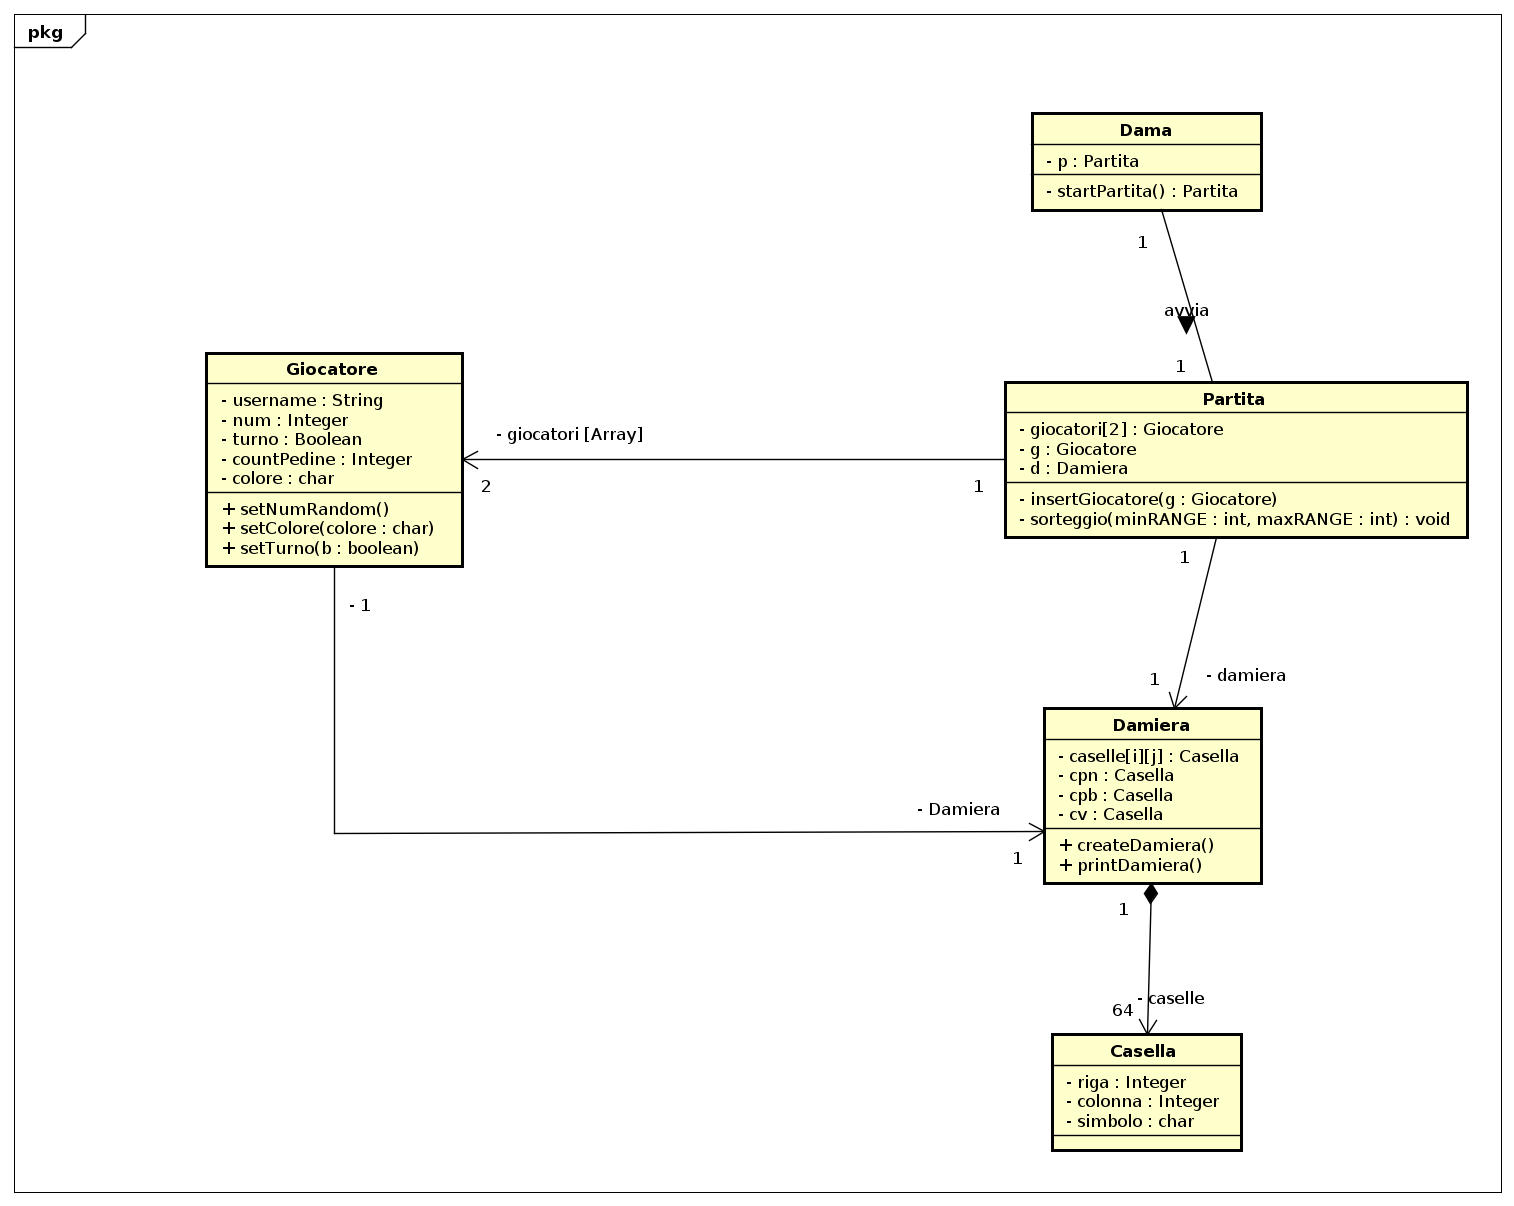 pkg
Dama
- p : Partita
- startPartita() : Partita
1
avvia
1
Giocatore
- username : String
- num : Integer
- turno : Boolean
- countPedine : Integer
- colore : char
+ setNumRandom()
+ setColore(colore : char)
+ setTurno(b : boolean)
- giocatori [Array]
2
1
Partita
- giocatori[2] : Giocatore
- g : Giocatore
- d : Damiera
- insertGiocatore(g : Giocatore)
- sorteggio(minRANGE : int, maxRANGE : int) : void
1
- 1
1
- damiera
Damiera
- caselle[i][j] : Casella
- cpn : Casella
- cpb : Casella
- cv : Casella
+ createDamiera()
+ printDamiera()
- Damiera
1
1
- caselle
64
Casella
- riga : Integer
- colonna : Integer
- simbolo : char